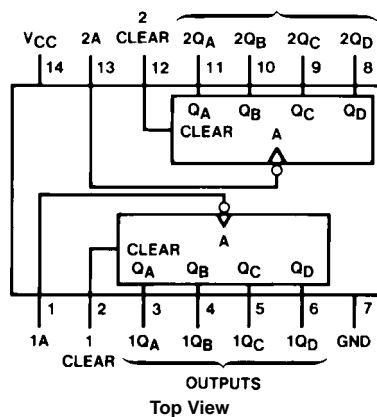 2
VCC 2A CLEAR 2QA 2QB 2QC 2QD
14 13 12 11 10 9 8
QA QB QC QD
CLEAR A
A
CLEAR
QA QB QC QD
1 2 3 4 5 6 7
1A 1 1QA 1QB 1QC 1QD GND
CLEAR
OUTPUTS
Top View